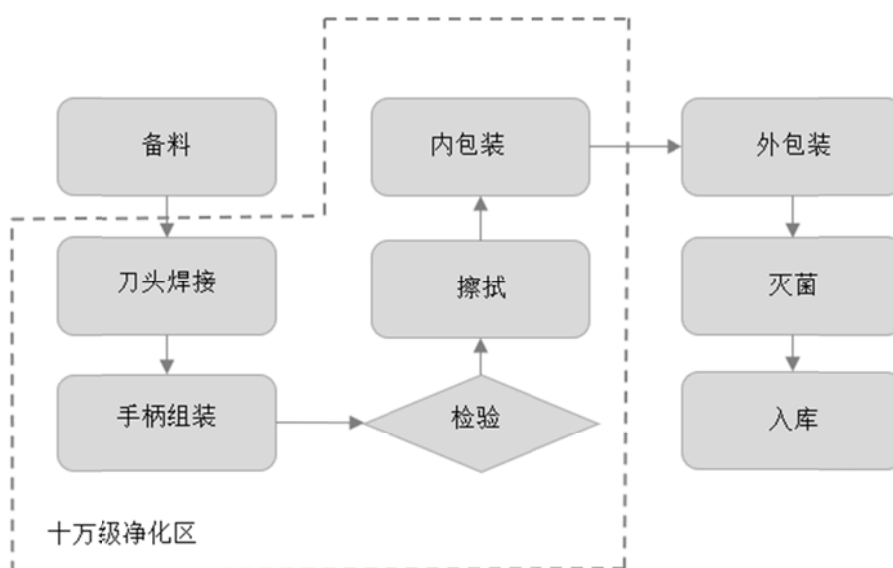 备料
刀头焊接
手柄组装
检验
擦拭
内包装
外包装
灭菌
入库
十万级净化区